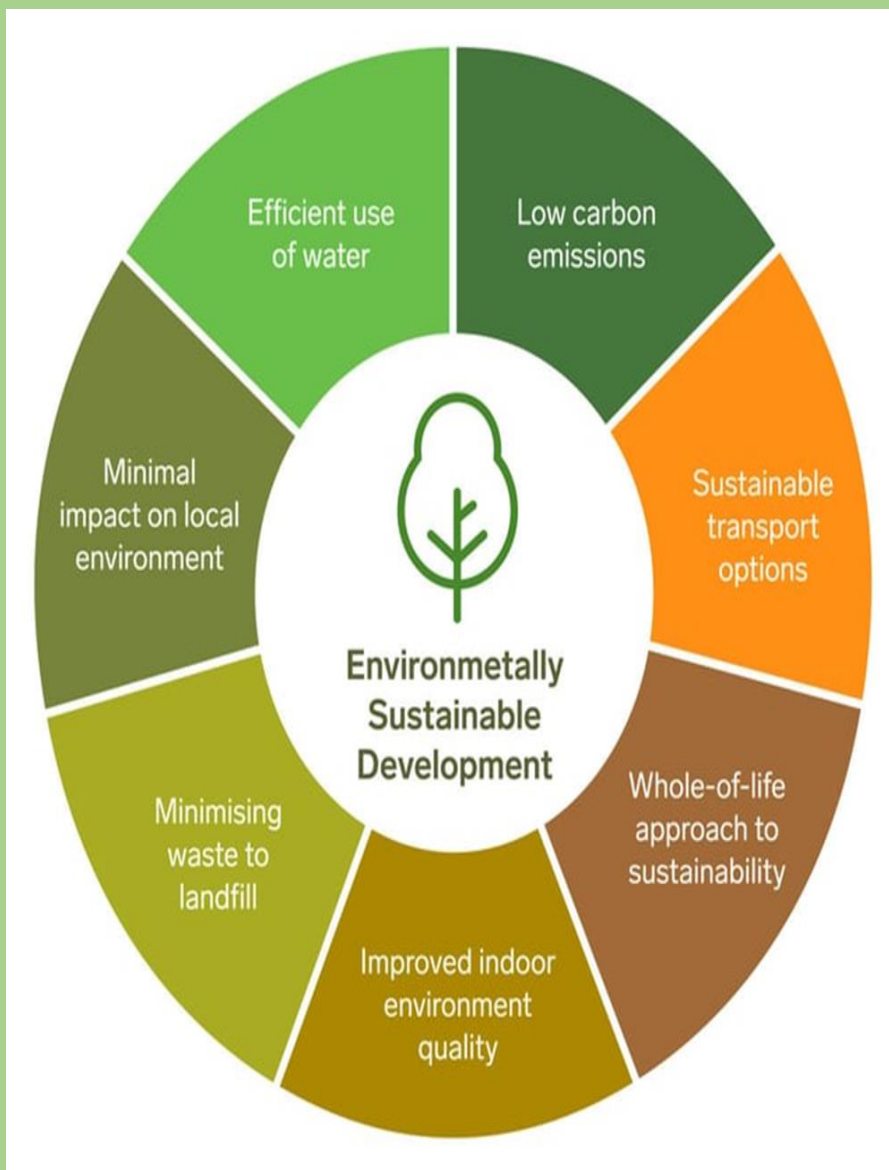 Efficient use
of water
Low carbon
emissions
Sustainable
transport
options
Whole-of-life
approach to
sustainability
Improved indoor
environment
quality
Minimising
waste to
landfill
Minimal
impact on local
environment
Environmetally
Sustainable
Development